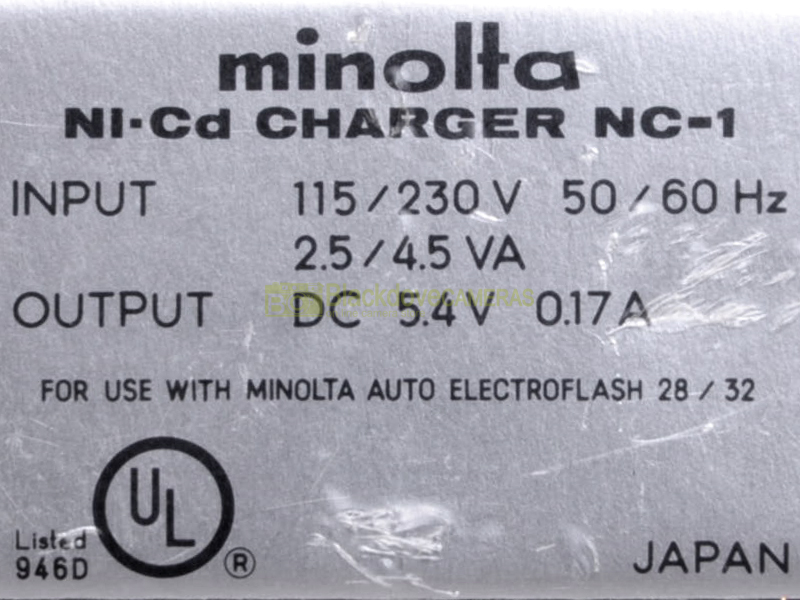 minolta
NI-Cd CHARGER NC-1
INPUT 115/230 V 50/60 Hz
2.5/4.5 VA
OUTPUT DC 5.4 V 0.17 A
FOR USE WITH MINOLTA AUTO ELECTROFLASH 28 / 32
UL
Listed
946D ® JAPAN